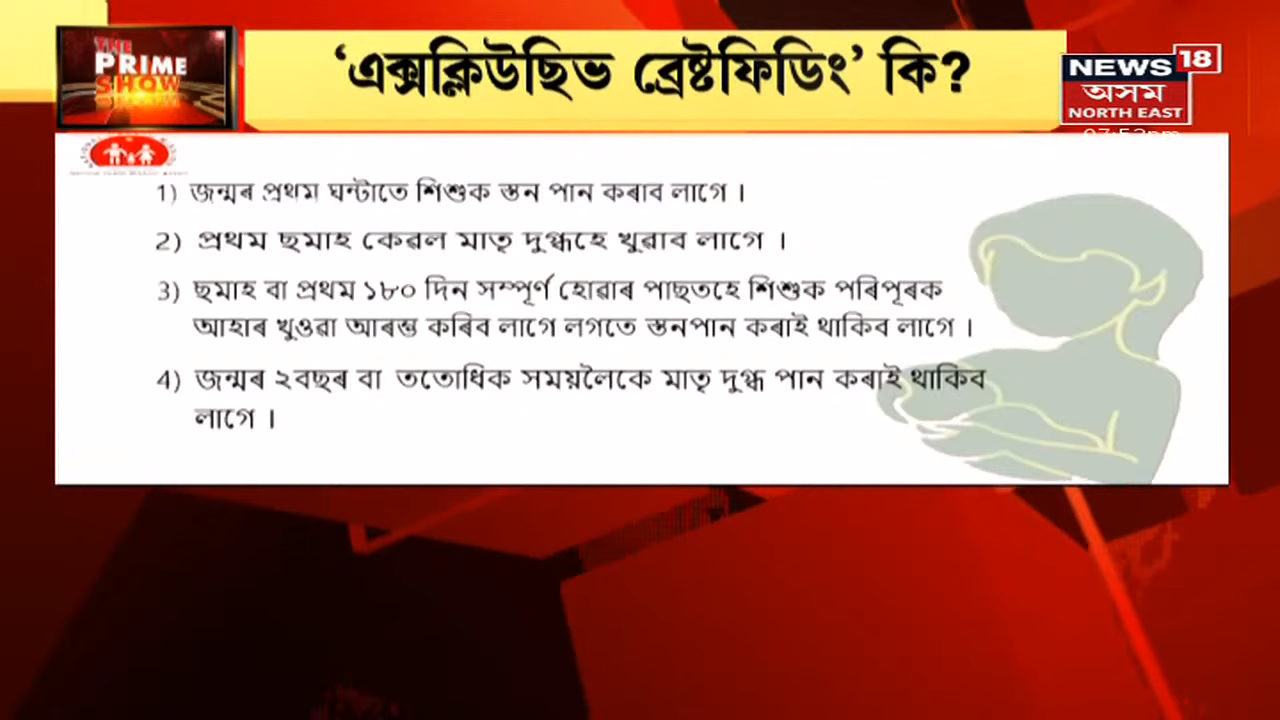 THE PRIME SHOW
‘এক্সক্লিউছিভ ব্ৰেষ্টফিডিং’ কি?
NEWS 18
অসম
NORTH EAST
07:52pm
1) জন্মৰ প্ৰথম ঘন্টাতে শিশুক স্তন পান কৰাব লাগে ।
2) প্ৰথম ছমাহ কেৱল মাতৃ দুগ্ধহে খুৱাব লাগে ।
3) ছমাহ বা প্ৰথম ১৮০ দিন সম্পূৰ্ণ হোৱাৰ পাছতহে শিশুক পৰিপূৰক
আহাৰ খুওৱা আৰম্ভ কৰিব লাগে লগতে স্তনপান কৰাই থাকিব লাগে ।
4) জন্মৰ ২বছৰ বা ততোধিক সময়লৈকে মাতৃ দুগ্ধ পান কৰাই থাকিব
লাগে ।